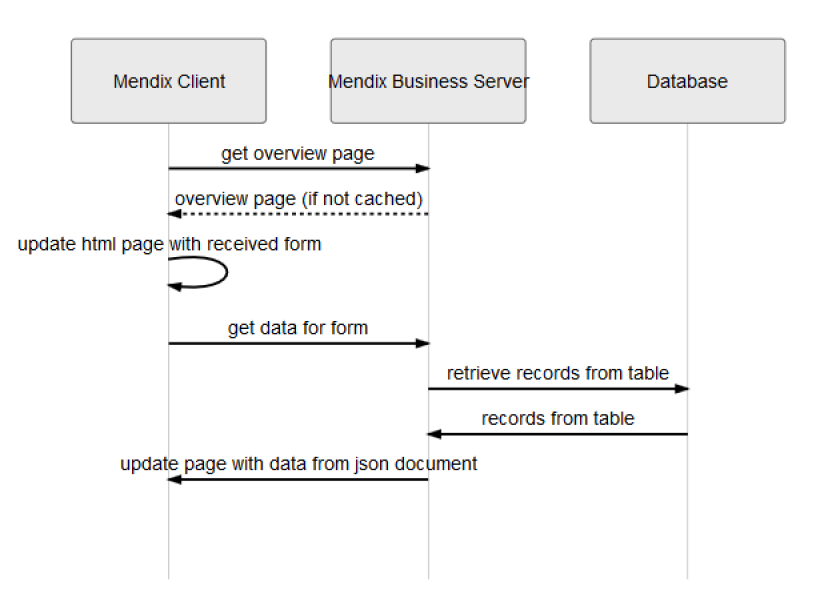 Mendix Client
Mendix Business Server
Database
get overview page
overview page (if not cached)
update html page with received form
get data for form
retrieve records from table
records from table
update page with data from json document